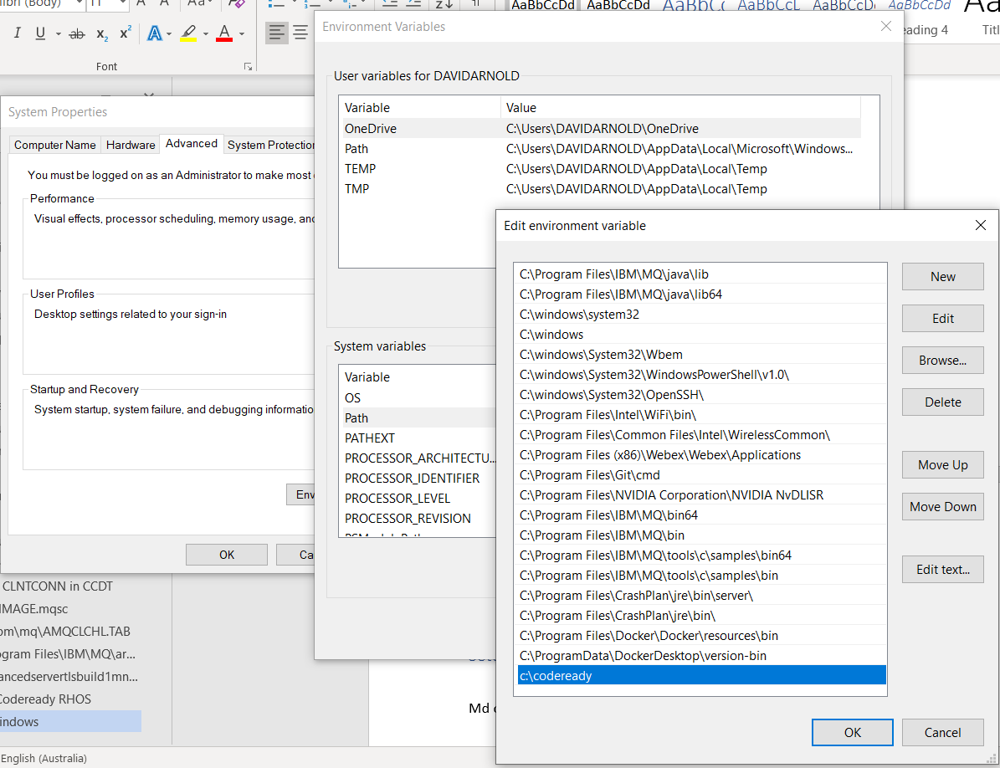 11
Aa
AaBbCcDd
AaBbCcDd
AaBbCc
AaBbCcL
AaBbCcDc
AaBbCcDd
I U ab x2 x2 A A
eading 4
Titl
Font
Environment Variables
User variables for DAVIDARNOLD
Variable Value
OneDrive C:\Users\DAVIDARNOLD\OneDrive
Path C:\Users\DAVIDARNOLD\AppData\Local\Microsoft\Windows...
TEMP C:\Users\DAVIDARNOLD\AppData\Local\Temp
TMP C:\Users\DAVIDARNOLD\AppData\Local\Temp
System variables
Variable
OS
Path
PATHEXT
PROCESSOR_ARCHITECTU...
PROCESSOR_IDENTIFIER
PROCESSOR_LEVEL
PROCESSOR_REVISION
System Properties
Computer Name Hardware Advanced System Protection
You must be logged on as an Administrator to make most
Performance
Visual effects, processor scheduling, memory usage, and
User Profiles
Desktop settings related to your sign-in
Startup and Recovery
System startup, system failure, and debugging informatio
Env
OK Ca
Edit environment variable
C:\Program Files\IBM\MQ\java\lib
C:\Program Files\IBM\MQ\java\lib64
C:\windows\system32
C:\windows
C:\windows\System32\Wbem
C:\windows\System32\WindowsPowerShell\v1.0\
C:\windows\System32\OpenSSH\
C:\Program Files\Intel\WiFi\bin\
C:\Program Files\Common Files\Intel\WirelessCommon\
C:\Program Files (x86)\Webex\Webex\Applications
C:\Program Files\Git\cmd
C:\Program Files\NVIDIA Corporation\NVIDIA NvDLISR
C:\Program Files\IBM\MQ\bin64
C:\Program Files\IBM\MQ\bin
C:\Program Files\IBM\MQ\tools\c\samples\bin64
C:\Program Files\IBM\MQ\tools\c\samples\bin
C:\Program Files\CrashPlan\jre\bin\server\
C:\Program Files\CrashPlan\jre\bin\
C:\Program Files\Docker\Docker\resources\bin
C:\ProgramData\DockerDesktop\version-bin
c:\codeready
New
Edit
Browse...
Delete
Move Up
Move Down
Edit text...
OK Cancel
CLNTCONN in CCDT
IMAGE.mqsc
om\mq\AMQCLCHL.TAB
ogram Files\IBM\MQ\ar...
ancedservertlsbuild1mn...
Codeready RHOS
indows
Md
English (Australia)